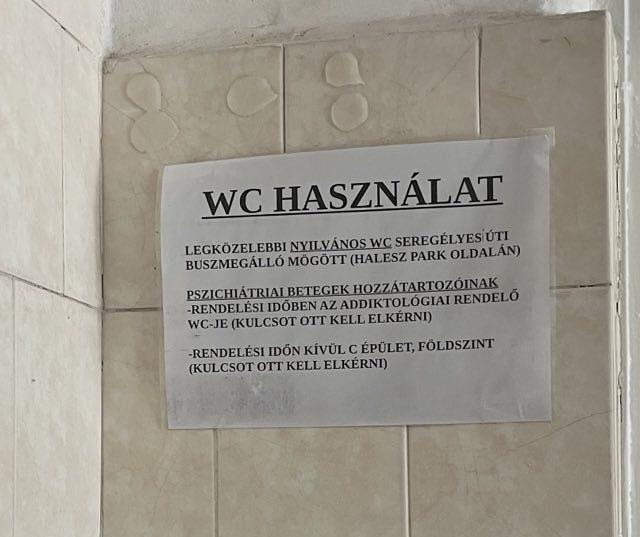 WC HASZNÁLAT
LEGKÖZELEBBI NYILVÁNOS WC SEREGÉLYES ÚTI
BUSZMEGÁLLÓ MÖGÖTT (HALESZ PARK OLDALÁN)
PSZICHIÁTRIAI BETEGEK HOZZÁTARTOZÓINAK
-RENDELÉSI IDŐBEN AZ ADDIKTOLÓGIAI RENDELŐ
WC-JE (KULCSOT OTT KELL ELKÉRNI)
-RENDELÉSI IDŐN KÍVÜL C ÉPÜLET, FÖLDSZINT
(KULCSOT OTT KELL ELKÉRNI)